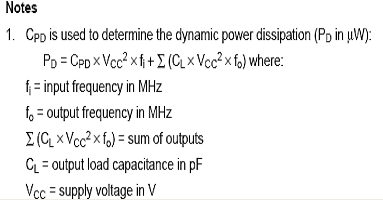 Notes
1. CPD is used to determine the dynamic power dissipation (PD in μW):
PD = CPD × VCC² × fi + Σ (CL × VCC² × fo) where:
fi = input frequency in MHz
fo = output frequency in MHz
Σ (CL × VCC² × fo) = sum of outputs
CL = output load capacitance in pF
VCC = supply voltage in V